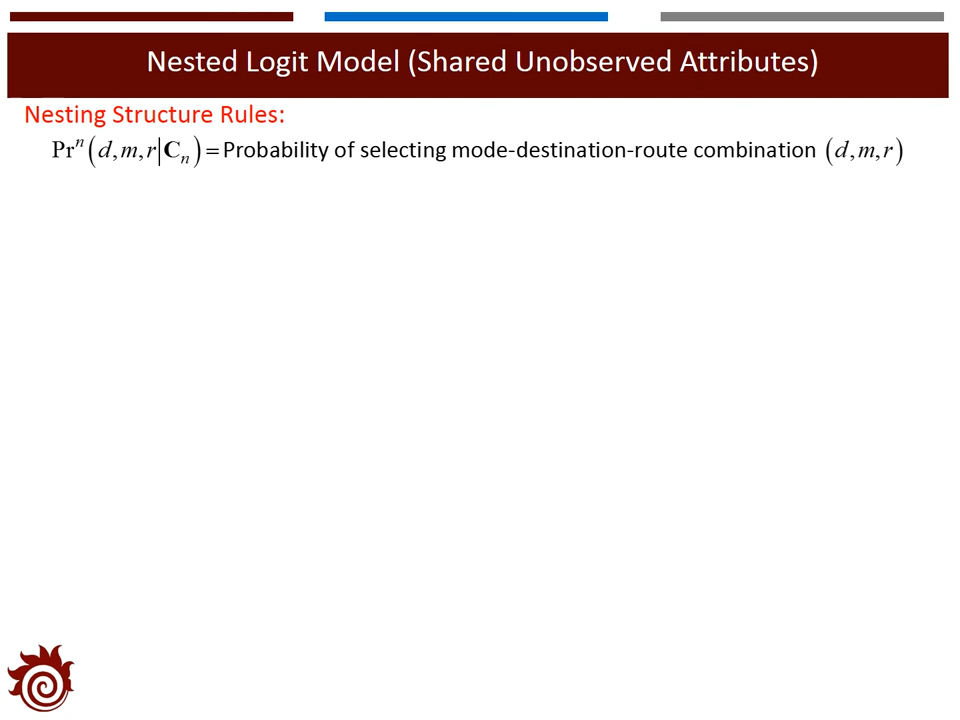 Nested Logit Model (Shared Unobserved Attributes)
Nesting Structure Rules:
Prⁿ(d,m,r|Cₙ) = Probability of selecting mode-destination-route combination (d,m,r)